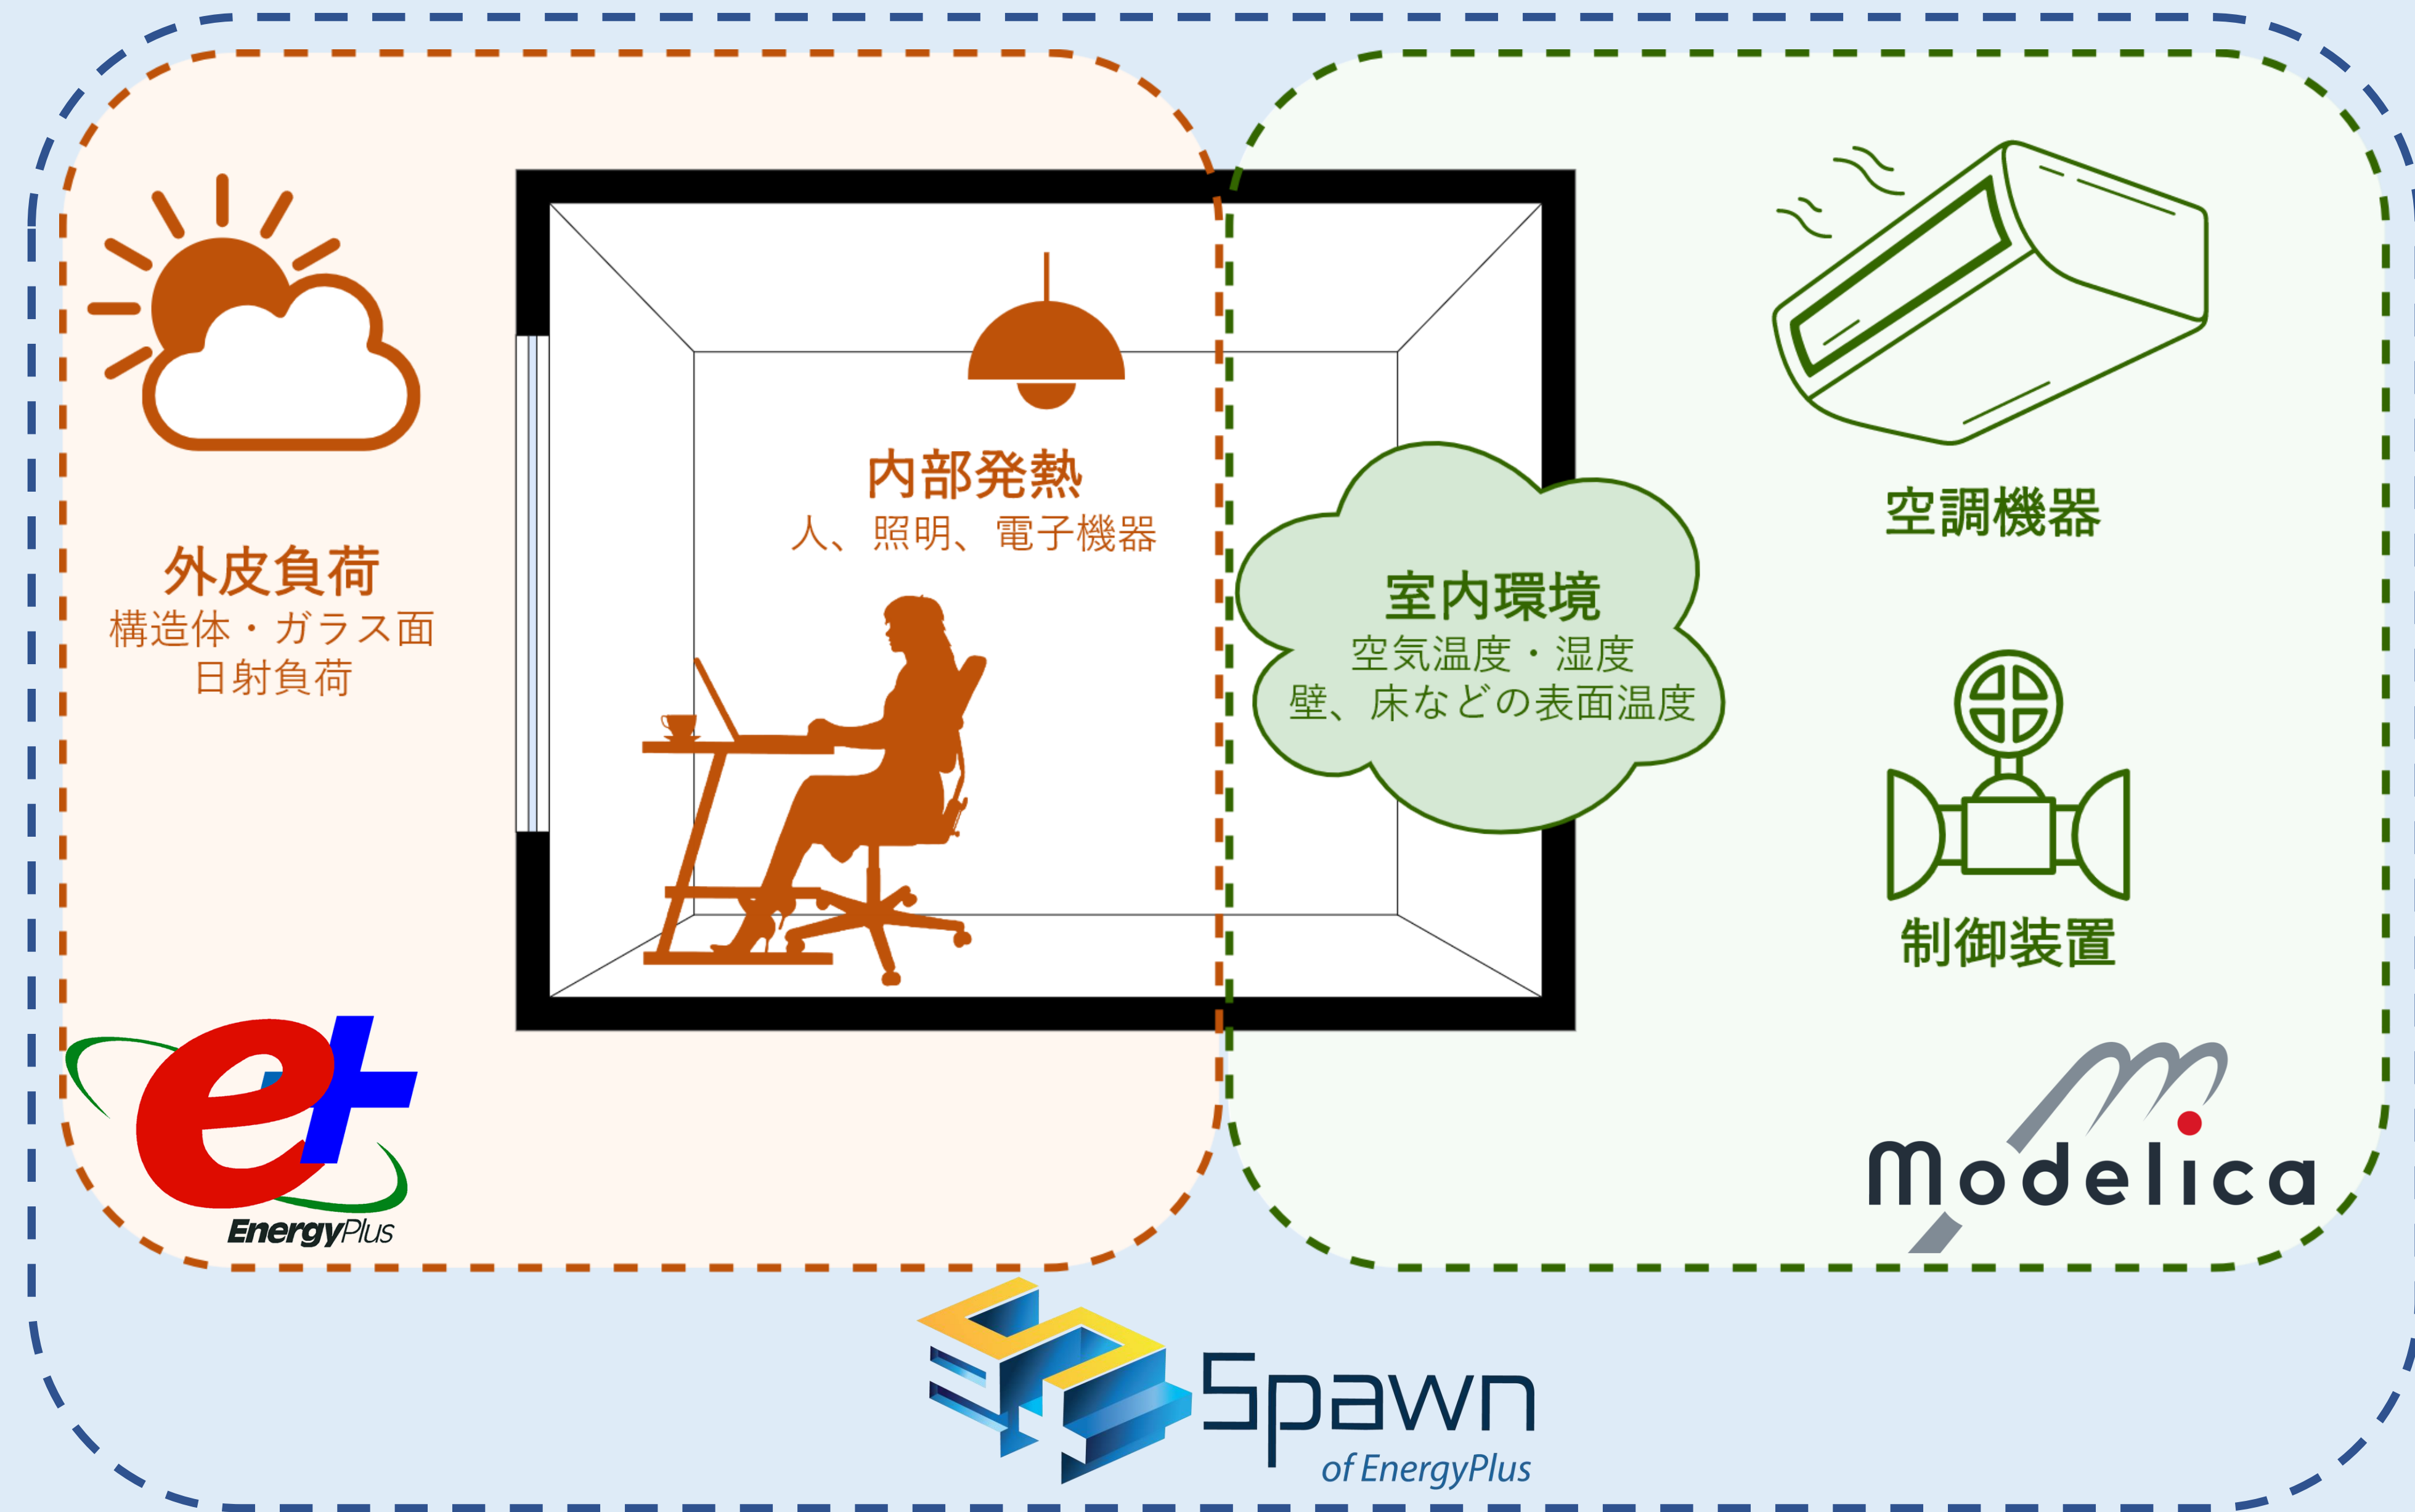 外皮負荷
構造体・ガラス面
日射負荷
内部発熱
人、照明、電子機器
室内環境
空気温度・湿度
壁、床などの表面温度
空調機器
制御装置
e+
EnergyPlus
modelica
Spawn
of EnergyPlus